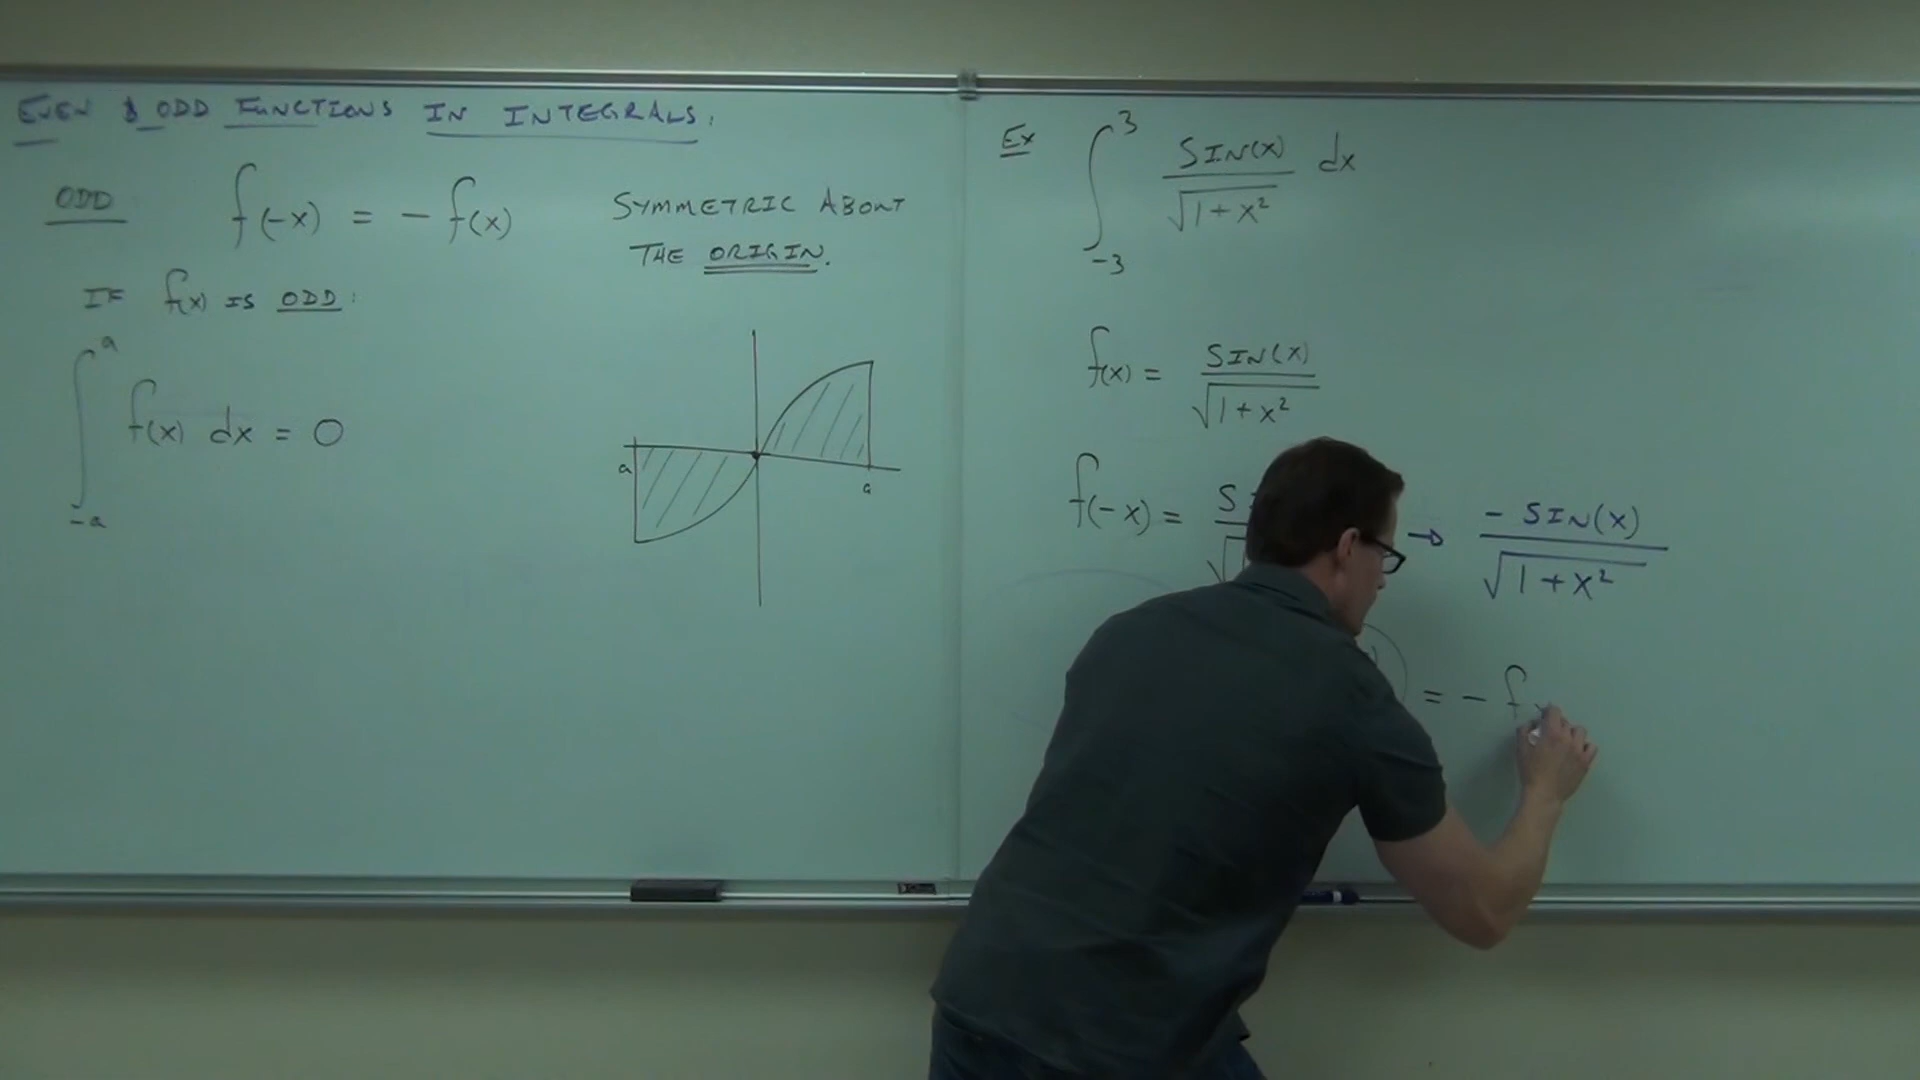 EVEN & ODD FUNCTIONS IN INTEGRALS.
ODD f(-x) = - f(x)
SYMMETRIC ABOUT
THE ORIGIN.
IF f(x) IS ODD:
∫_{-a}^{a} f(x) dx = 0
a
a
Ex ∫_{-3}^{3} SIN(x)/√(1+x²) dx
f(x) = SIN(x)/√(1+x²)
f(-x) = → - SIN(x)/√(1+x²)
= - f